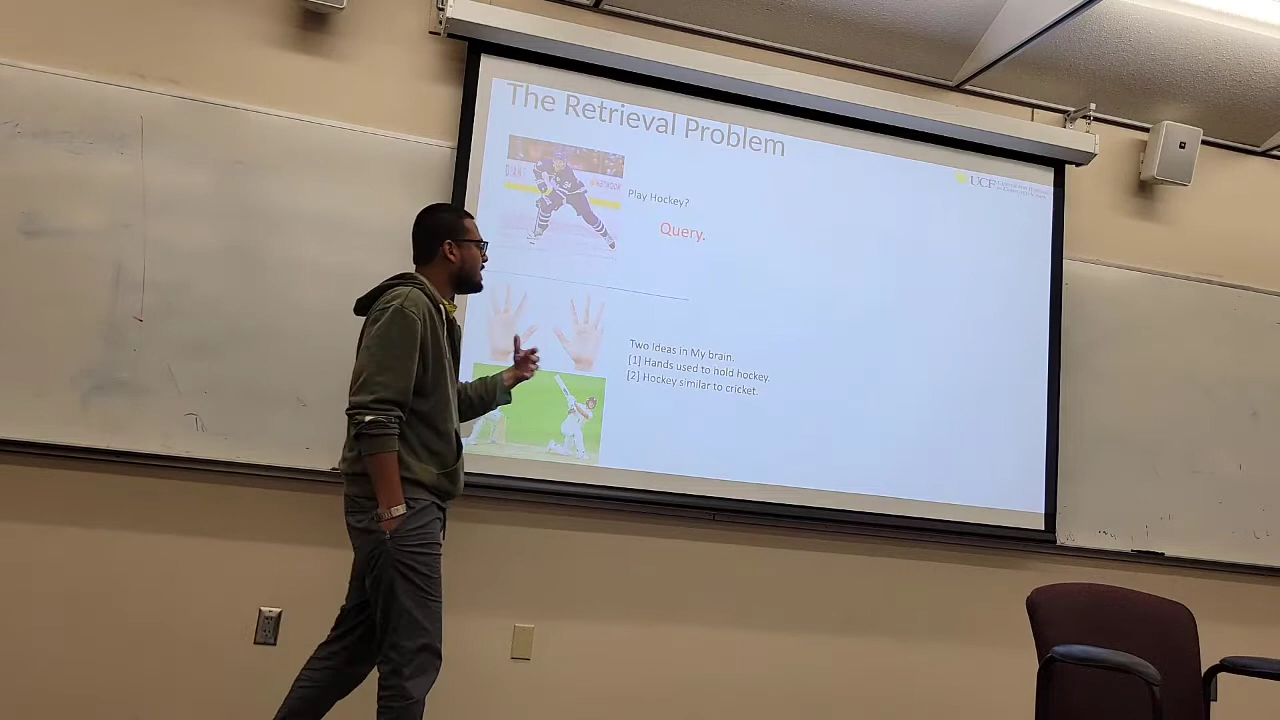 The Retrieval Problem
Play Hockey?
Query.
UCF
Two Ideas in My brain.
[1] Hands used to hold hockey.
[2] Hockey similar to cricket.